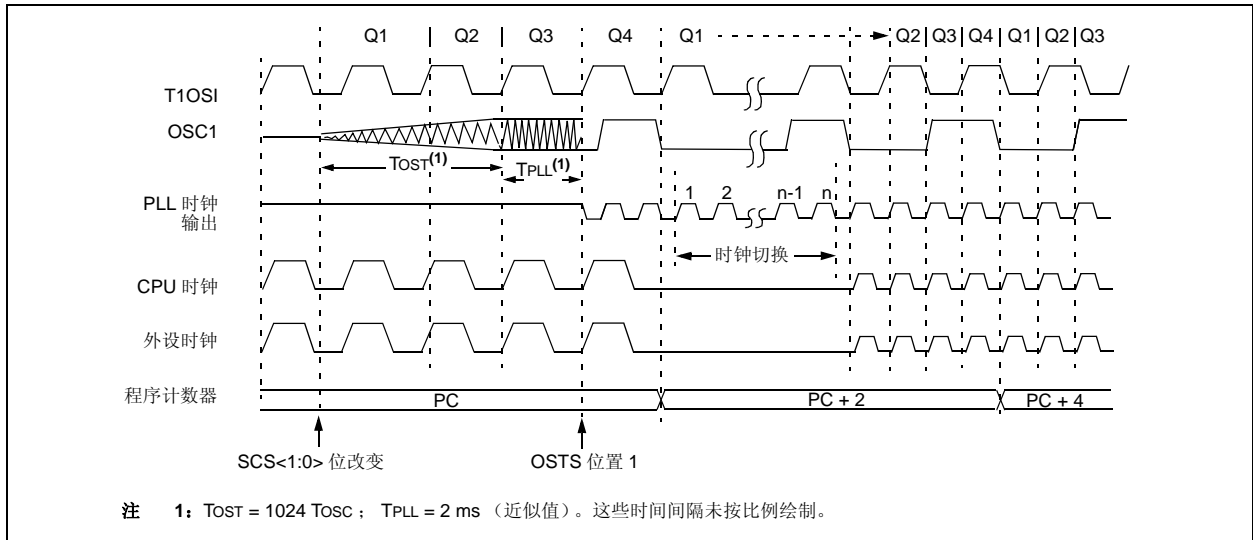 Q1 Q2 Q3 Q4 Q1 Q2 Q3 Q4 Q1 Q2 Q3
T1OSI
OSC1
TOST(1) TPLL(1)
1 2 n-1 n
PLL 时钟
输出
时钟切换
CPU 时钟
外设时钟
程序计数器 PC PC + 2 PC + 4
SCS<1:0> 位改变 OSTS 位置 1
注 1: TOST = 1024 TOSC ; TPLL = 2 ms （近似值）。这些时间间隔未按比例绘制。